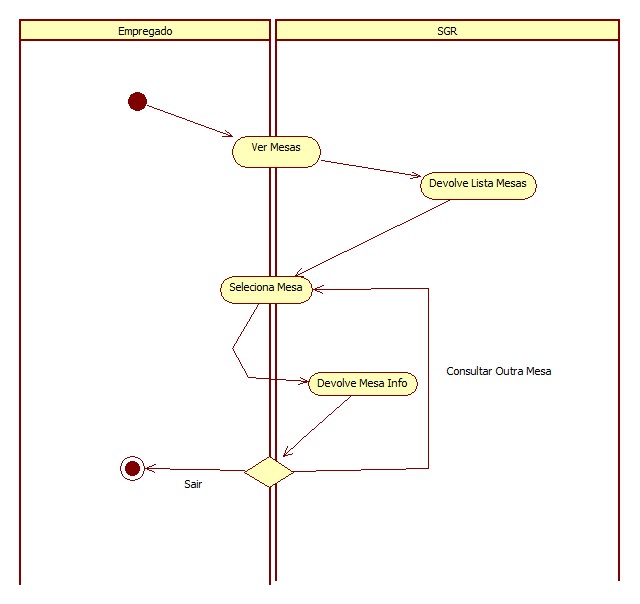 Empregado
SGR
Ver Mesas
Devolve Lista Mesas
Seleciona Mesa
Consultar Outra Mesa
Devolve Mesa Info
Sair